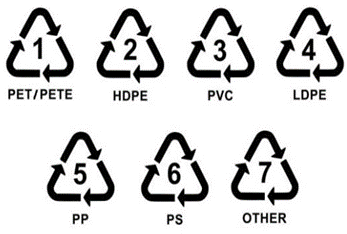 1 2 3 4
PET/PETE HDPE PVC LDPE
5 6 7
PP PS OTHER